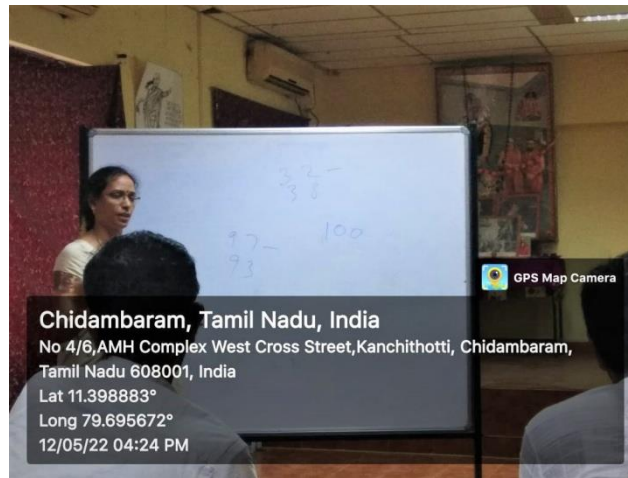 32-
38
97-
93
100
GPS Map Camera
Chidambaram, Tamil Nadu, India
No 4/6,AMH Complex West Cross Street,Kanchithotti, Chidambaram,
Tamil Nadu 608001, India
Lat 11.398883°
Long 79.695672°
12/05/22 04:24 PM